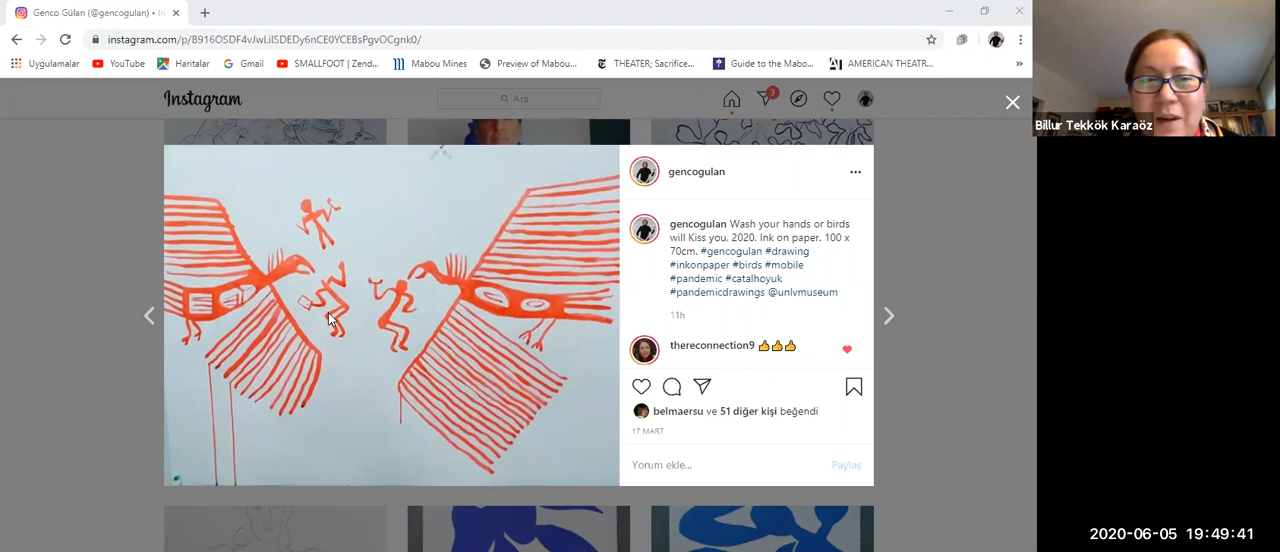 Genco Gülan (@gencogulan) • In
instagram.com/p/B916OSDF4vJwLiISDEDy6nCE0YCEBsPgvOCgnk0/
Uygulamalar YouTube Haritalar Gmail SMALLFOOT | Zend... Mabou Mines Preview of Mabou... THEATER; Sacrifice... Guide to the Mabo... AMERICAN THEATR... »
Instagram
Ara
3
Billur Tekkök Karaöz
gencogulan
gencogulan Wash your hands or birds
will Kiss you, 2020. Ink on paper. 100 x
70cm. #gencogulan #drawing
#inkonpaper #birds #mobile
#pandemic #catalhoyuk
#pandemicdrawings @unlvmuseum
11h
thereconnection9 👍👍👍
belmaersu ve 51 diğer kişi beğendi
17 MART
Yorum ekle...
Paylaş
2020-06-05 19:49:41